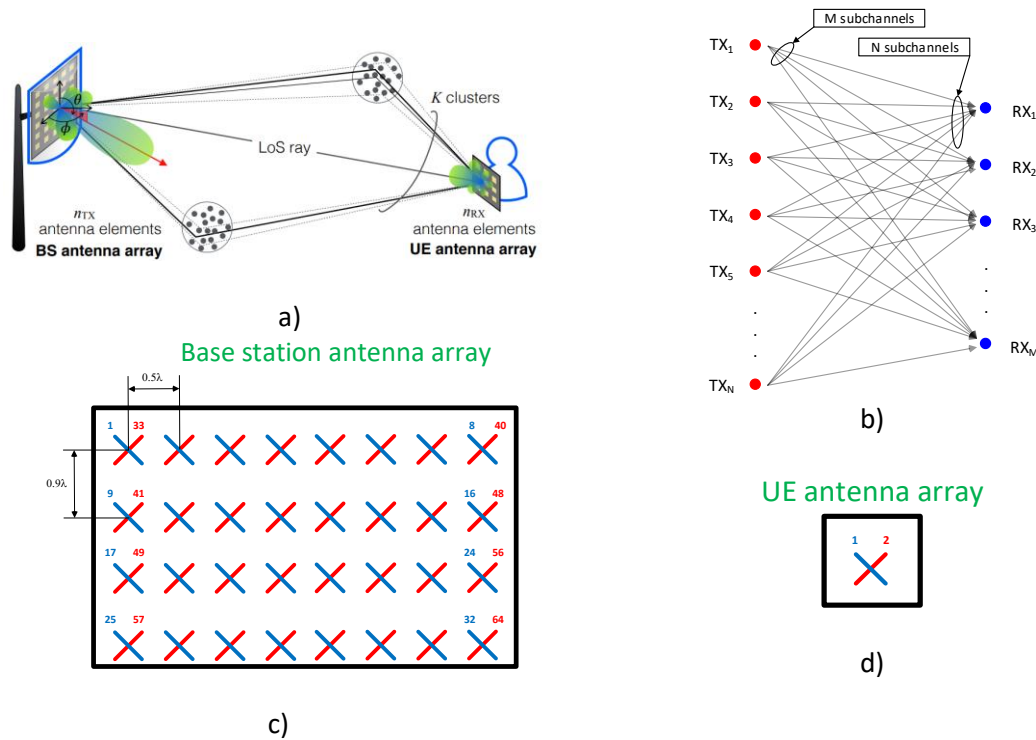 θ
ϕ
K clusters
LoS ray
nTX
antenna elements
BS antenna array
nRX
antenna elements
UE antenna array
a)
M subchannels
N subchannels
TX1
TX2
TX3
TX4
TX5
.
.
.
.
TXN
RX1
RX2
RX3
.
.
.
.
RXM
b)
Base station antenna array
0.5λ
0.9λ
1 33 8 40
9 41 16 48
17 49 24 56
25 57 32 64
c)
UE antenna array
1 2
d)